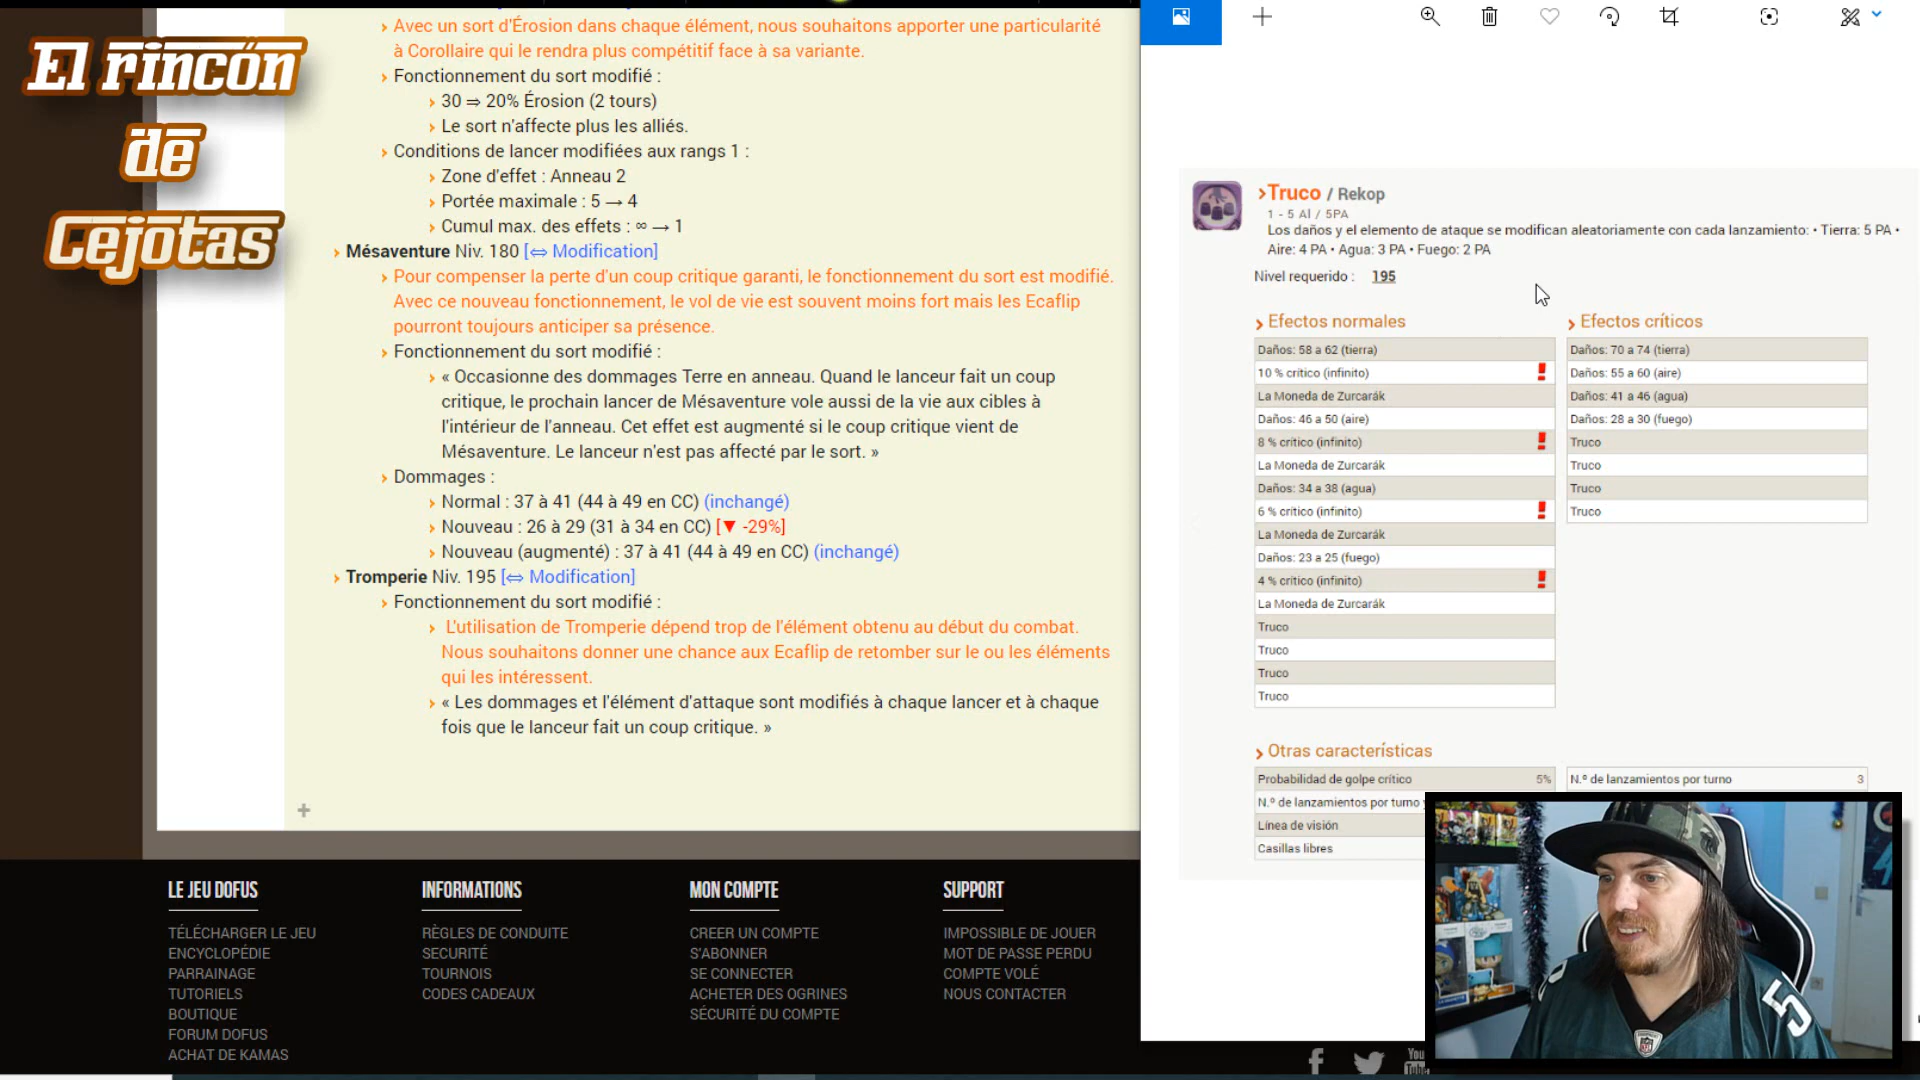 El rincón
de
Cejotas
› Avec un sort d'Érosion dans chaque élément, nous souhaitons apporter une particularité
à Corollaire qui le rendra plus compétitif face à sa variante.
› Fonctionnement du sort modifié :
› 30 ⇒ 20% Érosion (2 tours)
› Le sort n'affecte plus les alliés.
› Conditions de lancer modifiées aux rangs 1 :
› Zone d'effet : Anneau 2
› Portée maximale : 5 → 4
› Cumul max. des effets : ∞ → 1
› Mésaventure Niv. 180 [⇔ Modification]
› Pour compenser la perte d'un coup critique garanti, le fonctionnement du sort est modifié.
Avec ce nouveau fonctionnement, le vol de vie est souvent moins fort mais les Ecaflip
pourront toujours anticiper sa présence.
› Fonctionnement du sort modifié :
› « Occasionne des dommages Terre en anneau. Quand le lanceur fait un coup
critique, le prochain lancer de Mésaventure vole aussi de la vie aux cibles à
l'intérieur de l'anneau. Cet effet est augmenté si le coup critique vient de
Mésaventure. Le lanceur n'est pas affecté par le sort. »
› Dommages :
› Normal : 37 à 41 (44 à 49 en CC) (inchangé)
› Nouveau : 26 à 29 (31 à 34 en CC) [▼ -29%]
› Nouveau (augmenté) : 37 à 41 (44 à 49 en CC) (inchangé)
› Tromperie Niv. 195 [⇔ Modification]
› Fonctionnement du sort modifié :
› L'utilisation de Tromperie dépend trop de l'élément obtenu au début du combat.
Nous souhaitons donner une chance aux Ecaflip de retomber sur le ou les éléments
qui les intéressent.
› « Les dommages et l'élément d'attaque sont modifiés à chaque lancer et à chaque
fois que le lanceur fait un coup critique. »
LE JEU DOFUS
TÉLÉCHARGER LE JEU
ENCYCLOPÉDIE
PARRAINAGE
TUTORIELS
BOUTIQUE
FORUM DOFUS
ACHAT DE KAMAS
INFORMATIONS
RÈGLES DE CONDUITE
SECURITÉ
TOURNOIS
CODES CADEAUX
MON COMPTE
CREER UN COMPTE
S'ABONNER
SE CONNECTER
ACHETER DES OGRINES
SÉCURITÉ DU COMPTE
SUPPORT
IMPOSSIBLE DE JOUER
MOT DE PASSE PERDU
COMPTE VOLÉ
NOUS CONTACTER
›Truco / Rekop
1 - 5 Al / 5PA
Los daños y el elemento de ataque se modifican aleatoriamente con cada lanzamiento: • Tierra: 5 PA •
Aire: 4 PA • Agua: 3 PA • Fuego: 2 PA
Nivel requerido : 195
› Efectos normales
Daños: 58 a 62 (tierra)
10 % crítico (infinito)
La Moneda de Zurcarák
Daños: 46 a 50 (aire)
8 % crítico (infinito)
La Moneda de Zurcarák
Daños: 34 a 38 (agua)
6 % crítico (infinito)
La Moneda de Zurcarák
Daños: 23 a 25 (fuego)
4 % crítico (infinito)
La Moneda de Zurcarák
Truco
Truco
Truco
Truco
› Efectos críticos
Daños: 70 a 74 (tierra)
Daños: 55 a 60 (aire)
Daños: 41 a 46 (agua)
Daños: 28 a 30 (fuego)
Truco
Truco
Truco
Truco
› Otras características
Probabilidad de golpe crítico 5%
N.º de lanzamientos por turno 3
N.º de lanzamientos por turno
Línea de visión
Casillas libres
You
5